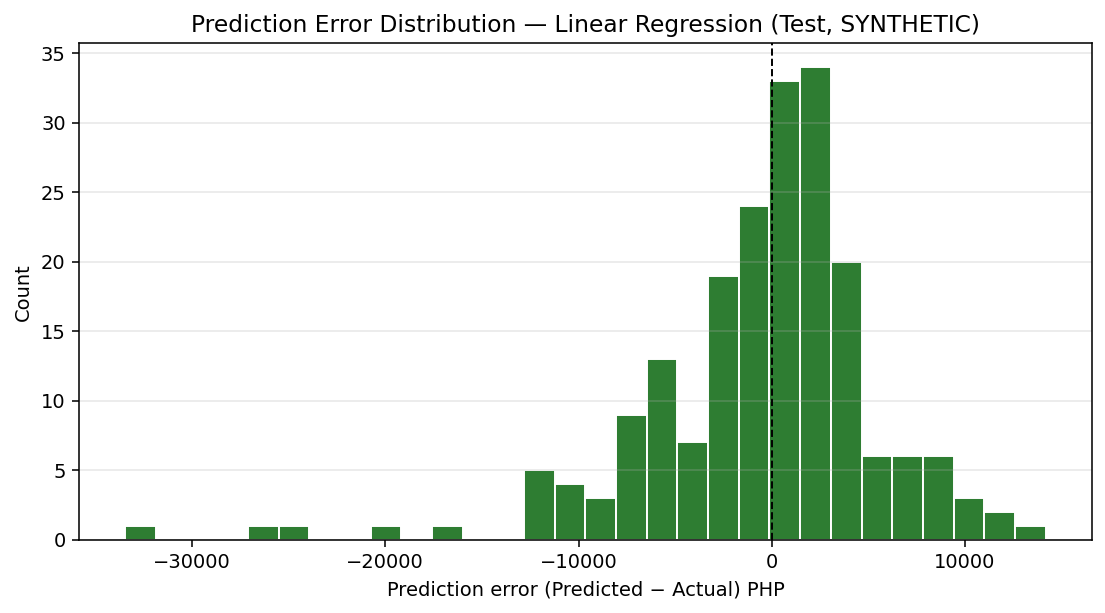 Prediction Error Distribution — Linear Regression (Test, SYNTHETIC)
35
30
25
20
15
10
5
0
Count
−30000 −20000 −10000 0 10000
Prediction error (Predicted − Actual) PHP